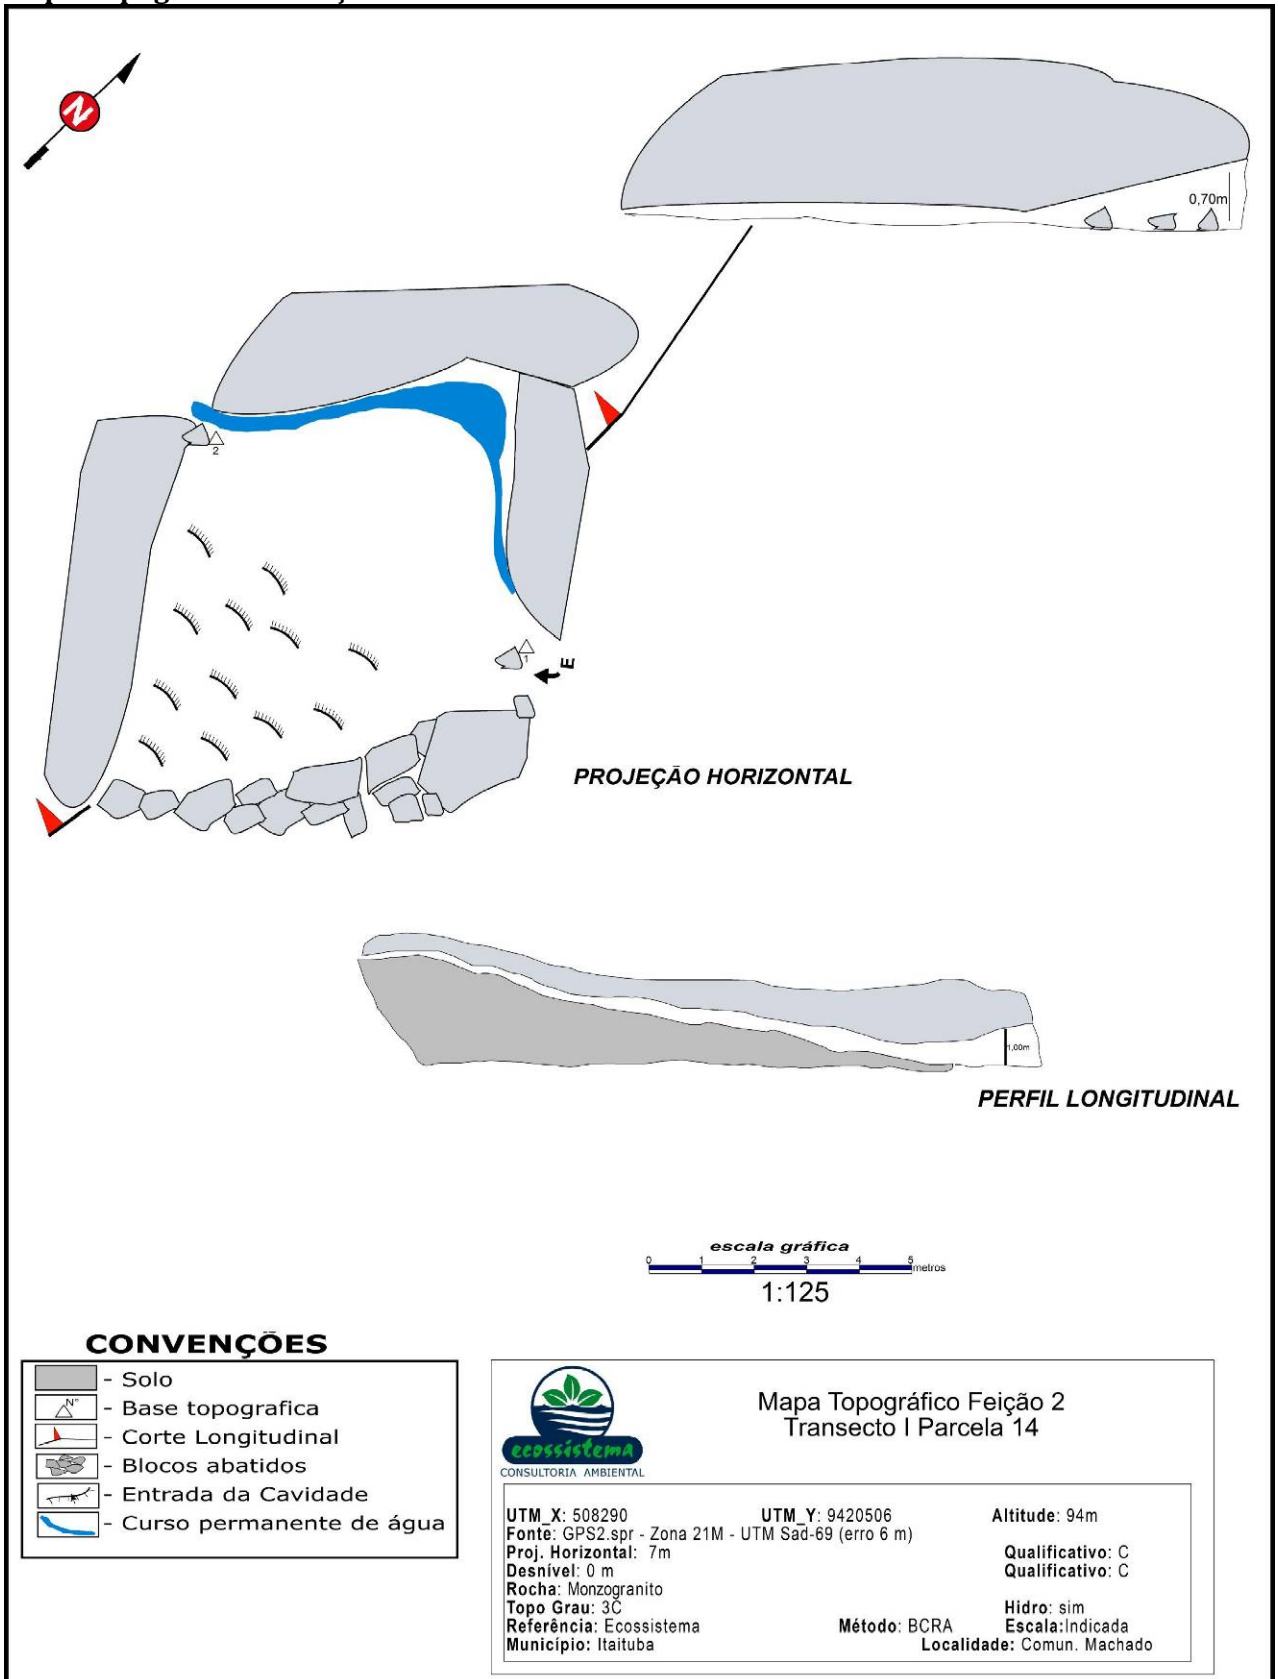 N
0,70m
2
1
E
PROJEÇÃO HORIZONTAL
1,00m
PERFIL LONGITUDINAL
escala gráfica
0 1 2 3 4 5
metros
1:125
CONVENÇÕES
- Solo
N° - Base topografica
- Corte Longitudinal
- Blocos abatidos
- Entrada da Cavidade
- Curso permanente de água
ecossistema
CONSULTORIA AMBIENTAL
Mapa Topográfico Feição 2
Transecto I Parcela 14
UTM_X: 508290 UTM_Y: 9420506 Altitude: 94m
Fonte: GPS2.spr - Zona 21M - UTM Sad-69 (erro 6 m)
Proj. Horizontal: 7m Qualificativo: C
Desnível: 0 m Qualificativo: C
Rocha: Monzogranito
Topo Grau: 3C Hidro: sim
Referência: Ecossistema Método: BCRA Escala:Indicada
Município: Itaituba Localidade: Comun. Machado